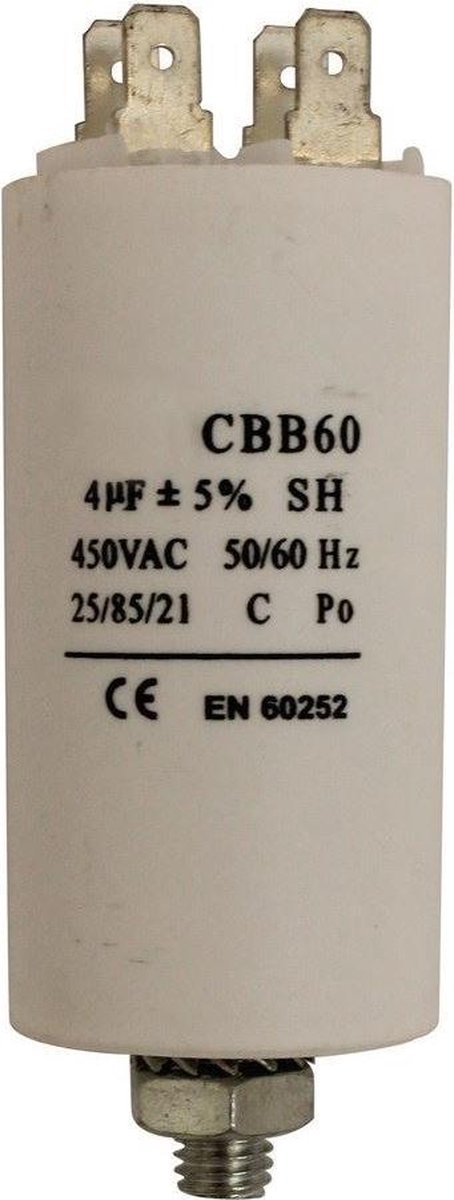 CBB60
4µF ± 5% SH
450VAC 50/60 Hz
25/85/21 C Po
CE EN 60252